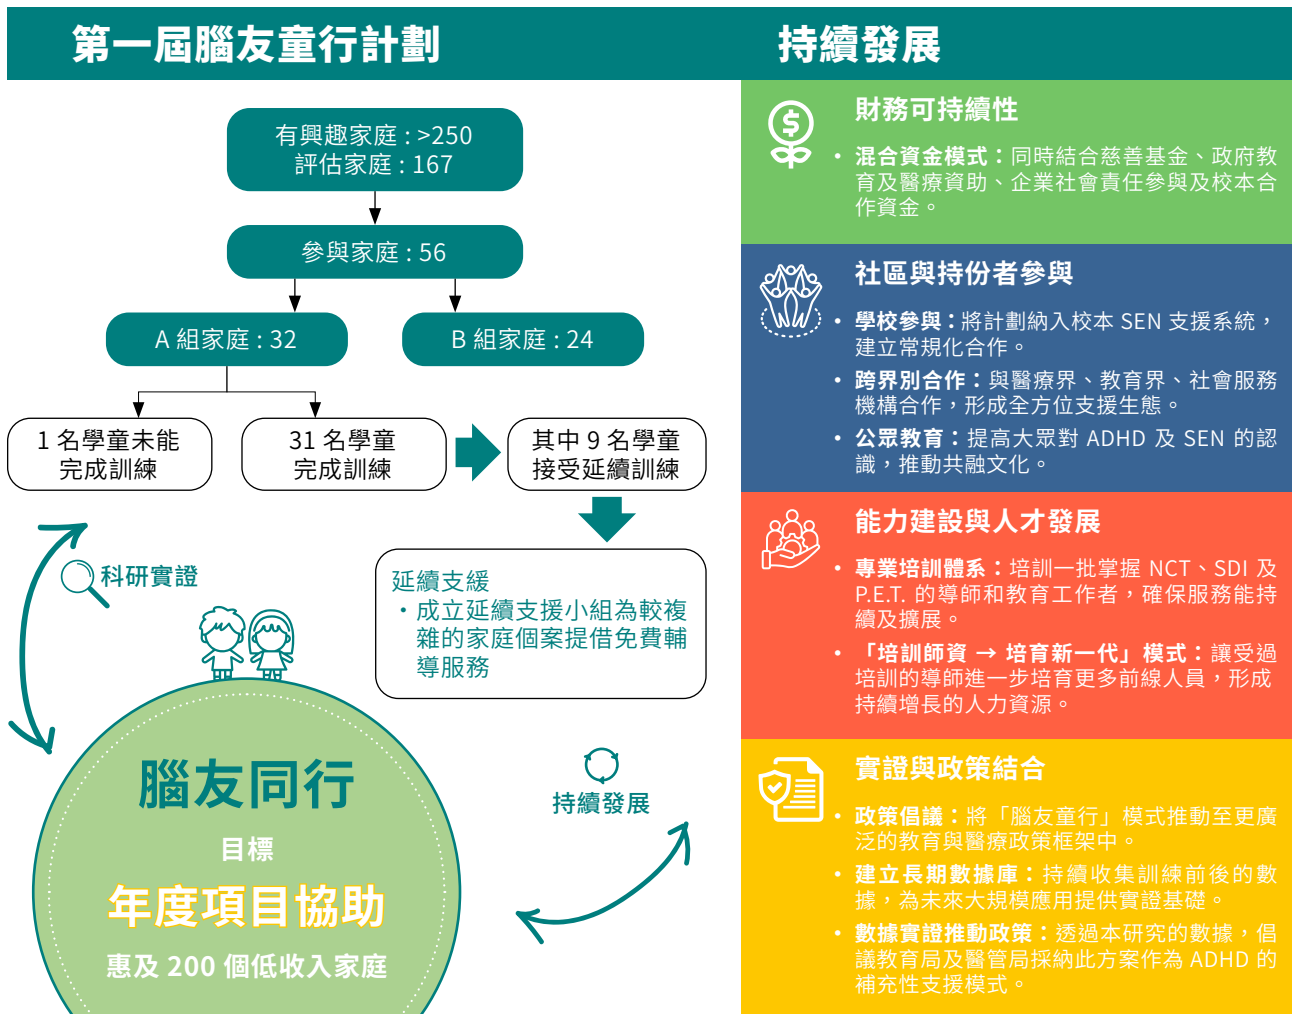 第一屆腦友童行計劃
有興趣家庭 : >250
評估家庭 : 167
參與家庭 : 56
A 組家庭 : 32
B 組家庭 : 24
1 名學童未能
完成訓練
31 名學童
完成訓練
其中 9 名學童
接受延續訓練
延續支緩
・成立延續支援小組為較複
雜的家庭個案提借免費輔
導服務
科研實證
腦友同行
目標
年度項目協助
惠及 200 個低收入家庭
持續發展
持續發展
財務可持續性
• 混合資金模式：同時結合慈善基金、政府教
育及醫療資助、企業社會責任參與及校本合
作資金。
社區與持份者參與
• 學校參與：將計劃納入校本 SEN 支援系統，
建立常規化合作。
• 跨界別合作：與醫療界、教育界、社會服務
機構合作，形成全方位支援生態。
• 公眾教育：提高大眾對 ADHD 及 SEN 的認
識，推動共融文化。
能力建設與人才發展
• 專業培訓體系：培訓一批掌握 NCT、SDI 及
P.E.T. 的導師和教育工作者，確保服務能持
續及擴展。
• 「培訓師資 → 培育新一代」模式：讓受過
培訓的導師進一步培育更多前線人員，形成
持續增長的人力資源。
實證與政策結合
• 政策倡議：將「腦友童行」模式推動至更廣
泛的教育與醫療政策框架中。
• 建立長期數據庫：持續收集訓練前後的數
據，為未來大規模應用提供實證基礎。
• 數據實證推動政策：透過本研究的數據，倡
議教育局及醫管局採納此方案作為 ADHD 的
補充性支援模式。